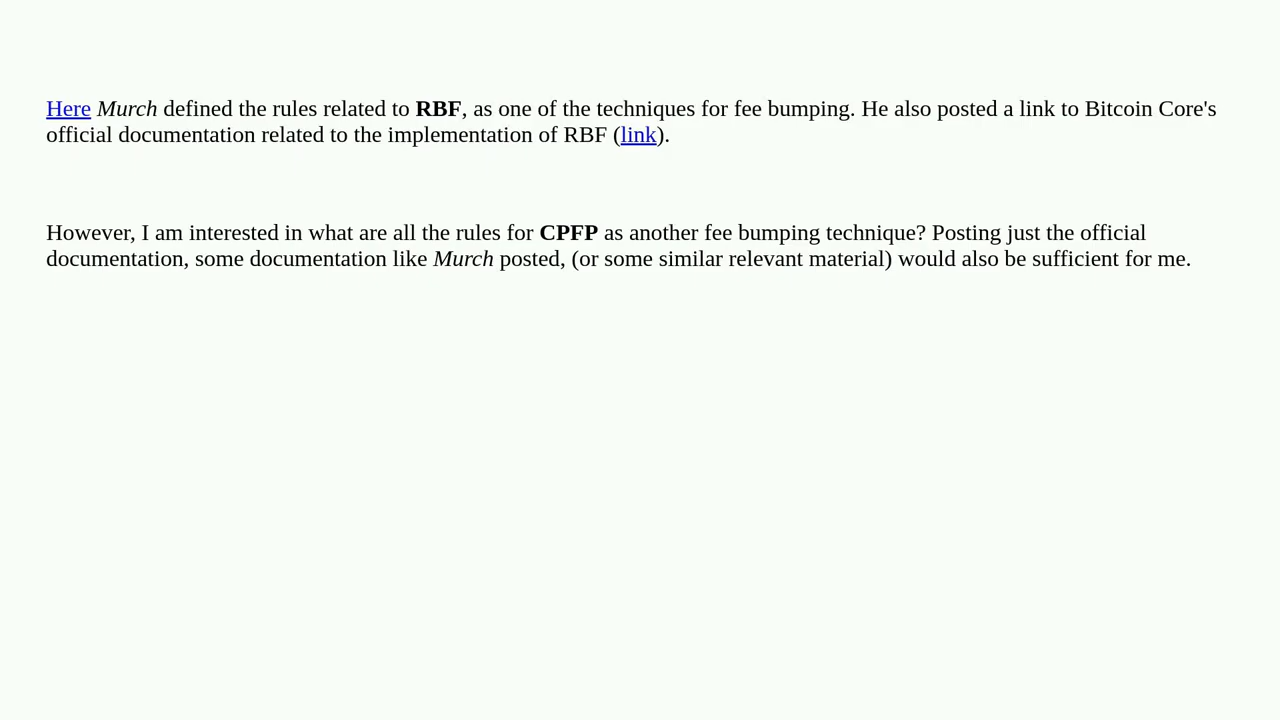 Here Murch defined the rules related to RBF, as one of the techniques for fee bumping. He also posted a link to Bitcoin Core's
official documentation related to the implementation of RBF (link).
However, I am interested in what are all the rules for CPFP as another fee bumping technique? Posting just the official
documentation, some documentation like Murch posted, (or some similar relevant material) would also be sufficient for me.